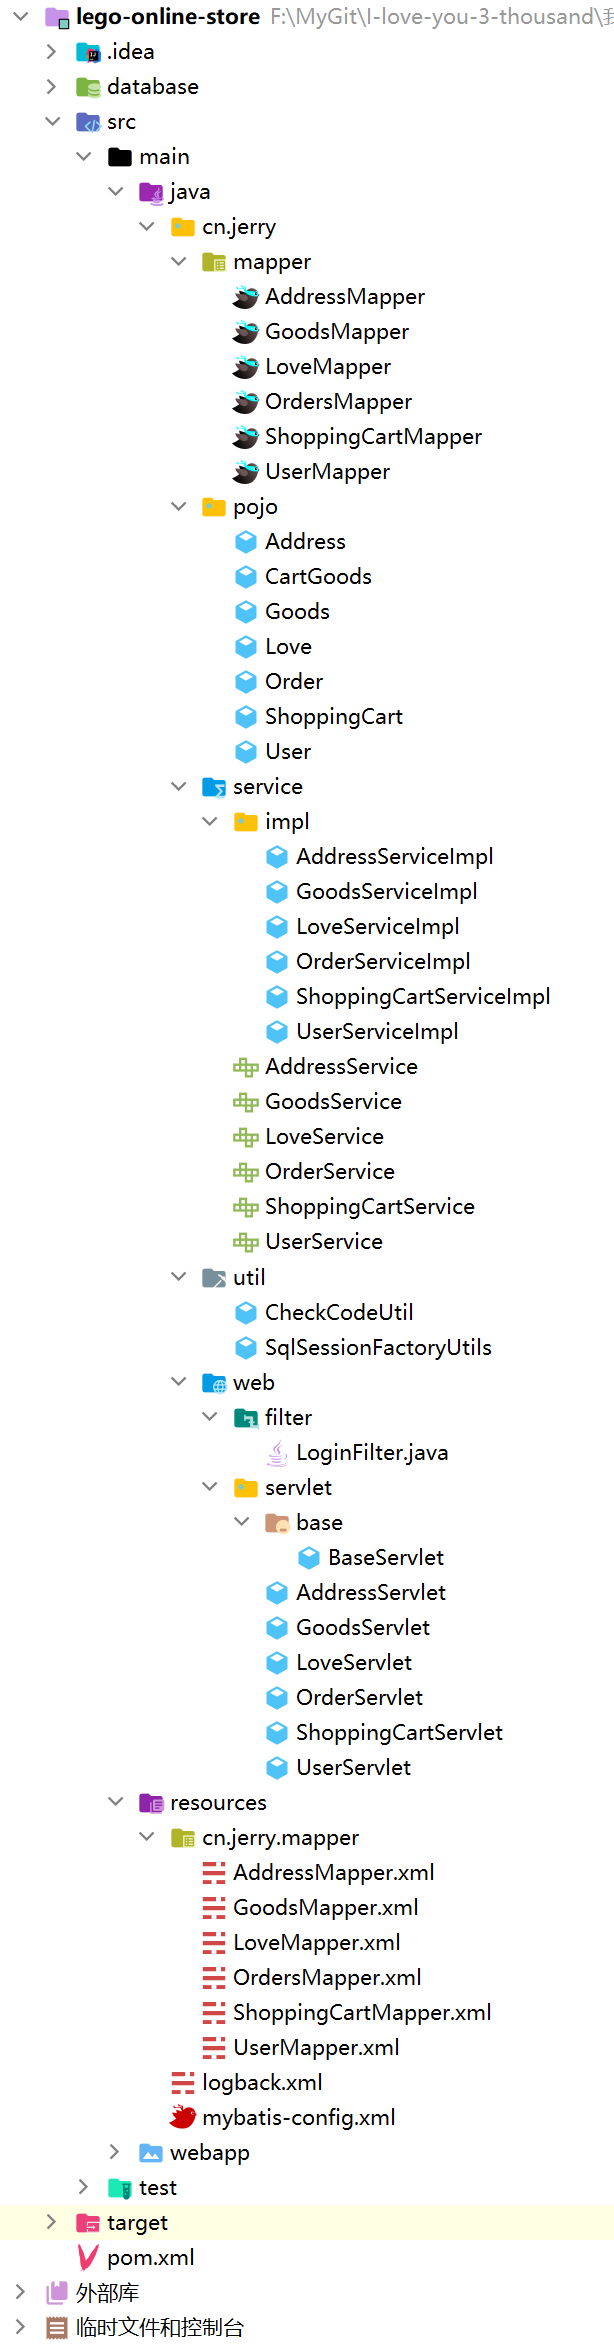 lego-online-store F:\MyGit\I-love-you-3-thousand\
.idea
database
src
main
java
cn.jerry
mapper
AddressMapper
GoodsMapper
LoveMapper
OrdersMapper
ShoppingCartMapper
UserMapper
pojo
Address
CartGoods
Goods
Love
Order
ShoppingCart
User
service
impl
AddressServiceImpl
GoodsServiceImpl
LoveServiceImpl
OrderServiceImpl
ShoppingCartServiceImpl
UserServiceImpl
AddressService
GoodsService
LoveService
OrderService
ShoppingCartService
UserService
util
CheckCodeUtil
SqlSessionFactoryUtils
web
filter
LoginFilter.java
servlet
base
BaseServlet
AddressServlet
GoodsServlet
LoveServlet
OrderServlet
ShoppingCartServlet
UserServlet
resources
cn.jerry.mapper
AddressMapper.xml
GoodsMapper.xml
LoveMapper.xml
OrdersMapper.xml
ShoppingCartMapper.xml
UserMapper.xml
logback.xml
mybatis-config.xml
webapp
test
target
pom.xml
外部库
临时文件和控制台